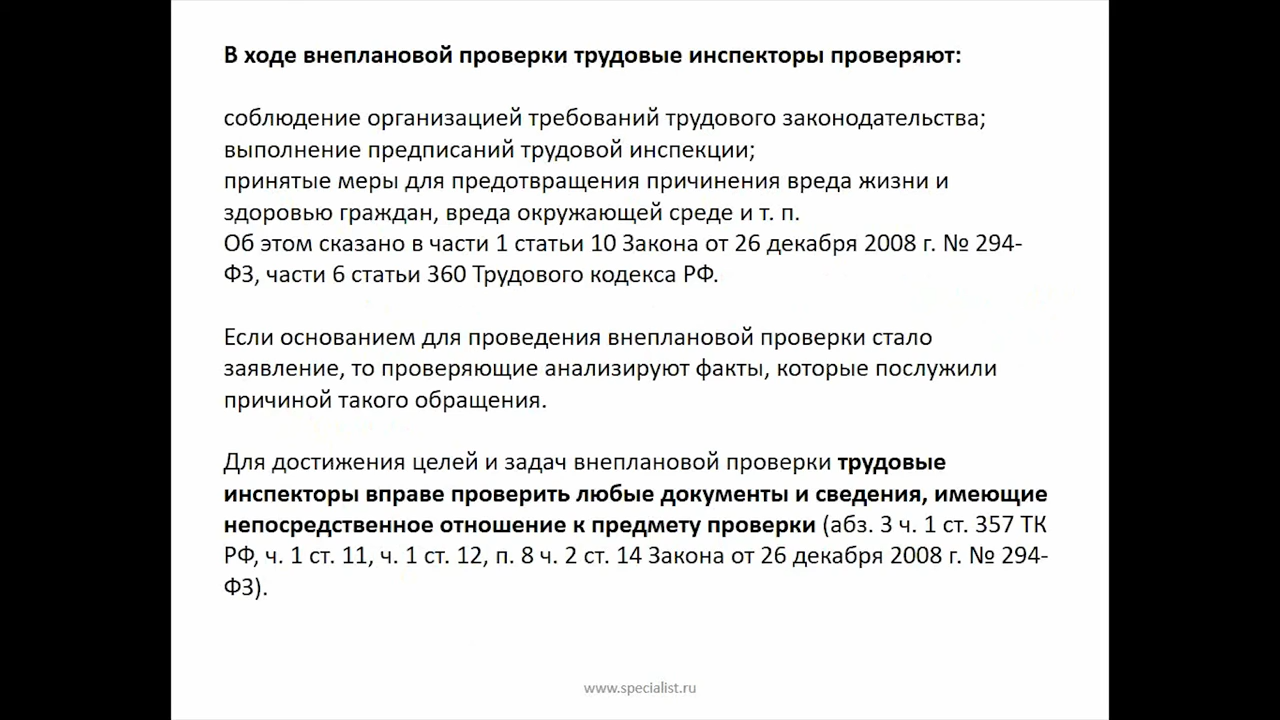 В ходе внеплановой проверки трудовые инспекторы проверяют:
соблюдение организацией требований трудового законодательства;
выполнение предписаний трудовой инспекции;
принятые меры для предотвращения причинения вреда жизни и
здоровью граждан, вреда окружающей среде и т. п.
Об этом сказано в части 1 статьи 10 Закона от 26 декабря 2008 г. № 294-
ФЗ, части 6 статьи 360 Трудового кодекса РФ.
Если основанием для проведения внеплановой проверки стало
заявление, то проверяющие анализируют факты, которые послужили
причиной такого обращения.
Для достижения целей и задач внеплановой проверки трудовые
инспекторы вправе проверить любые документы и сведения, имеющие
непосредственное отношение к предмету проверки (абз. 3 ч. 1 ст. 357 ТК
РФ, ч. 1 ст. 11, ч. 1 ст. 12, п. 8 ч. 2 ст. 14 Закона от 26 декабря 2008 г. № 294-
ФЗ).
www.specialist.ru